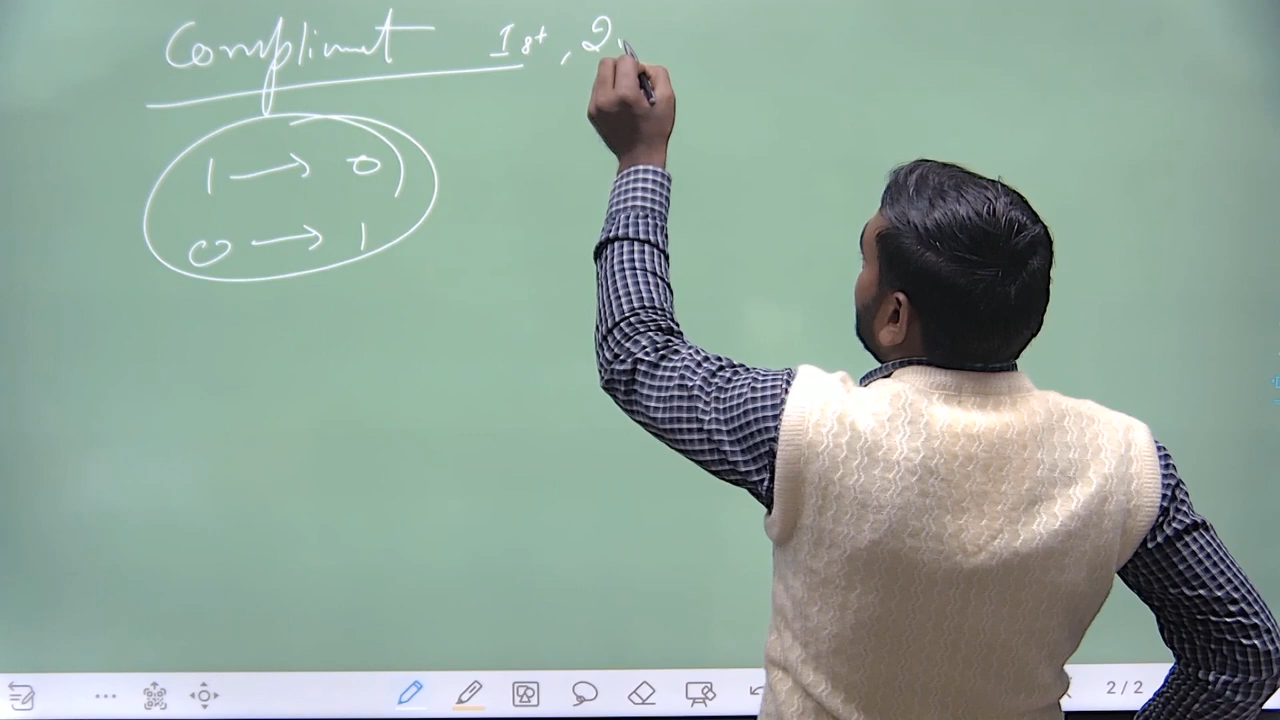 Compliment 1st, 2
1 → 0
0 → 1
2/2